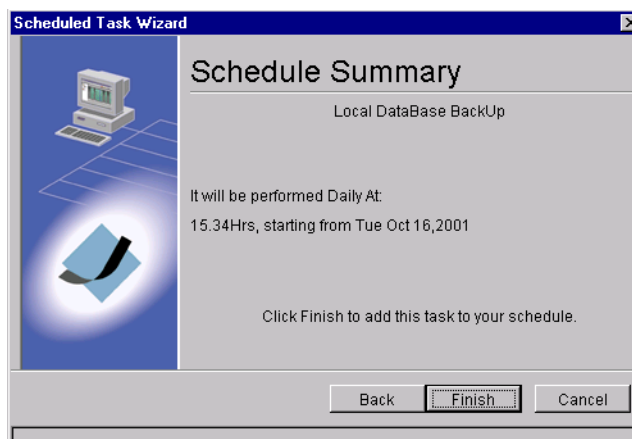 Scheduled Task Wizard
Schedule Summary
Local DataBase BackUp
It will be performed Daily At:
15.34Hrs, starting from Tue Oct 16,2001
Click Finish to add this task to your schedule.
Back Finish Cancel